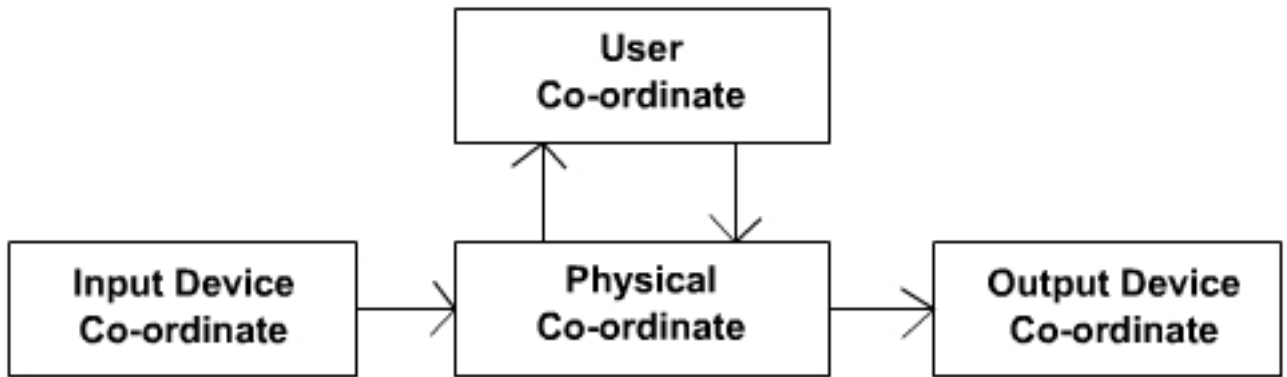 User
Co-ordinate
Input Device
Co-ordinate
Physical
Co-ordinate
Output Device
Co-ordinate